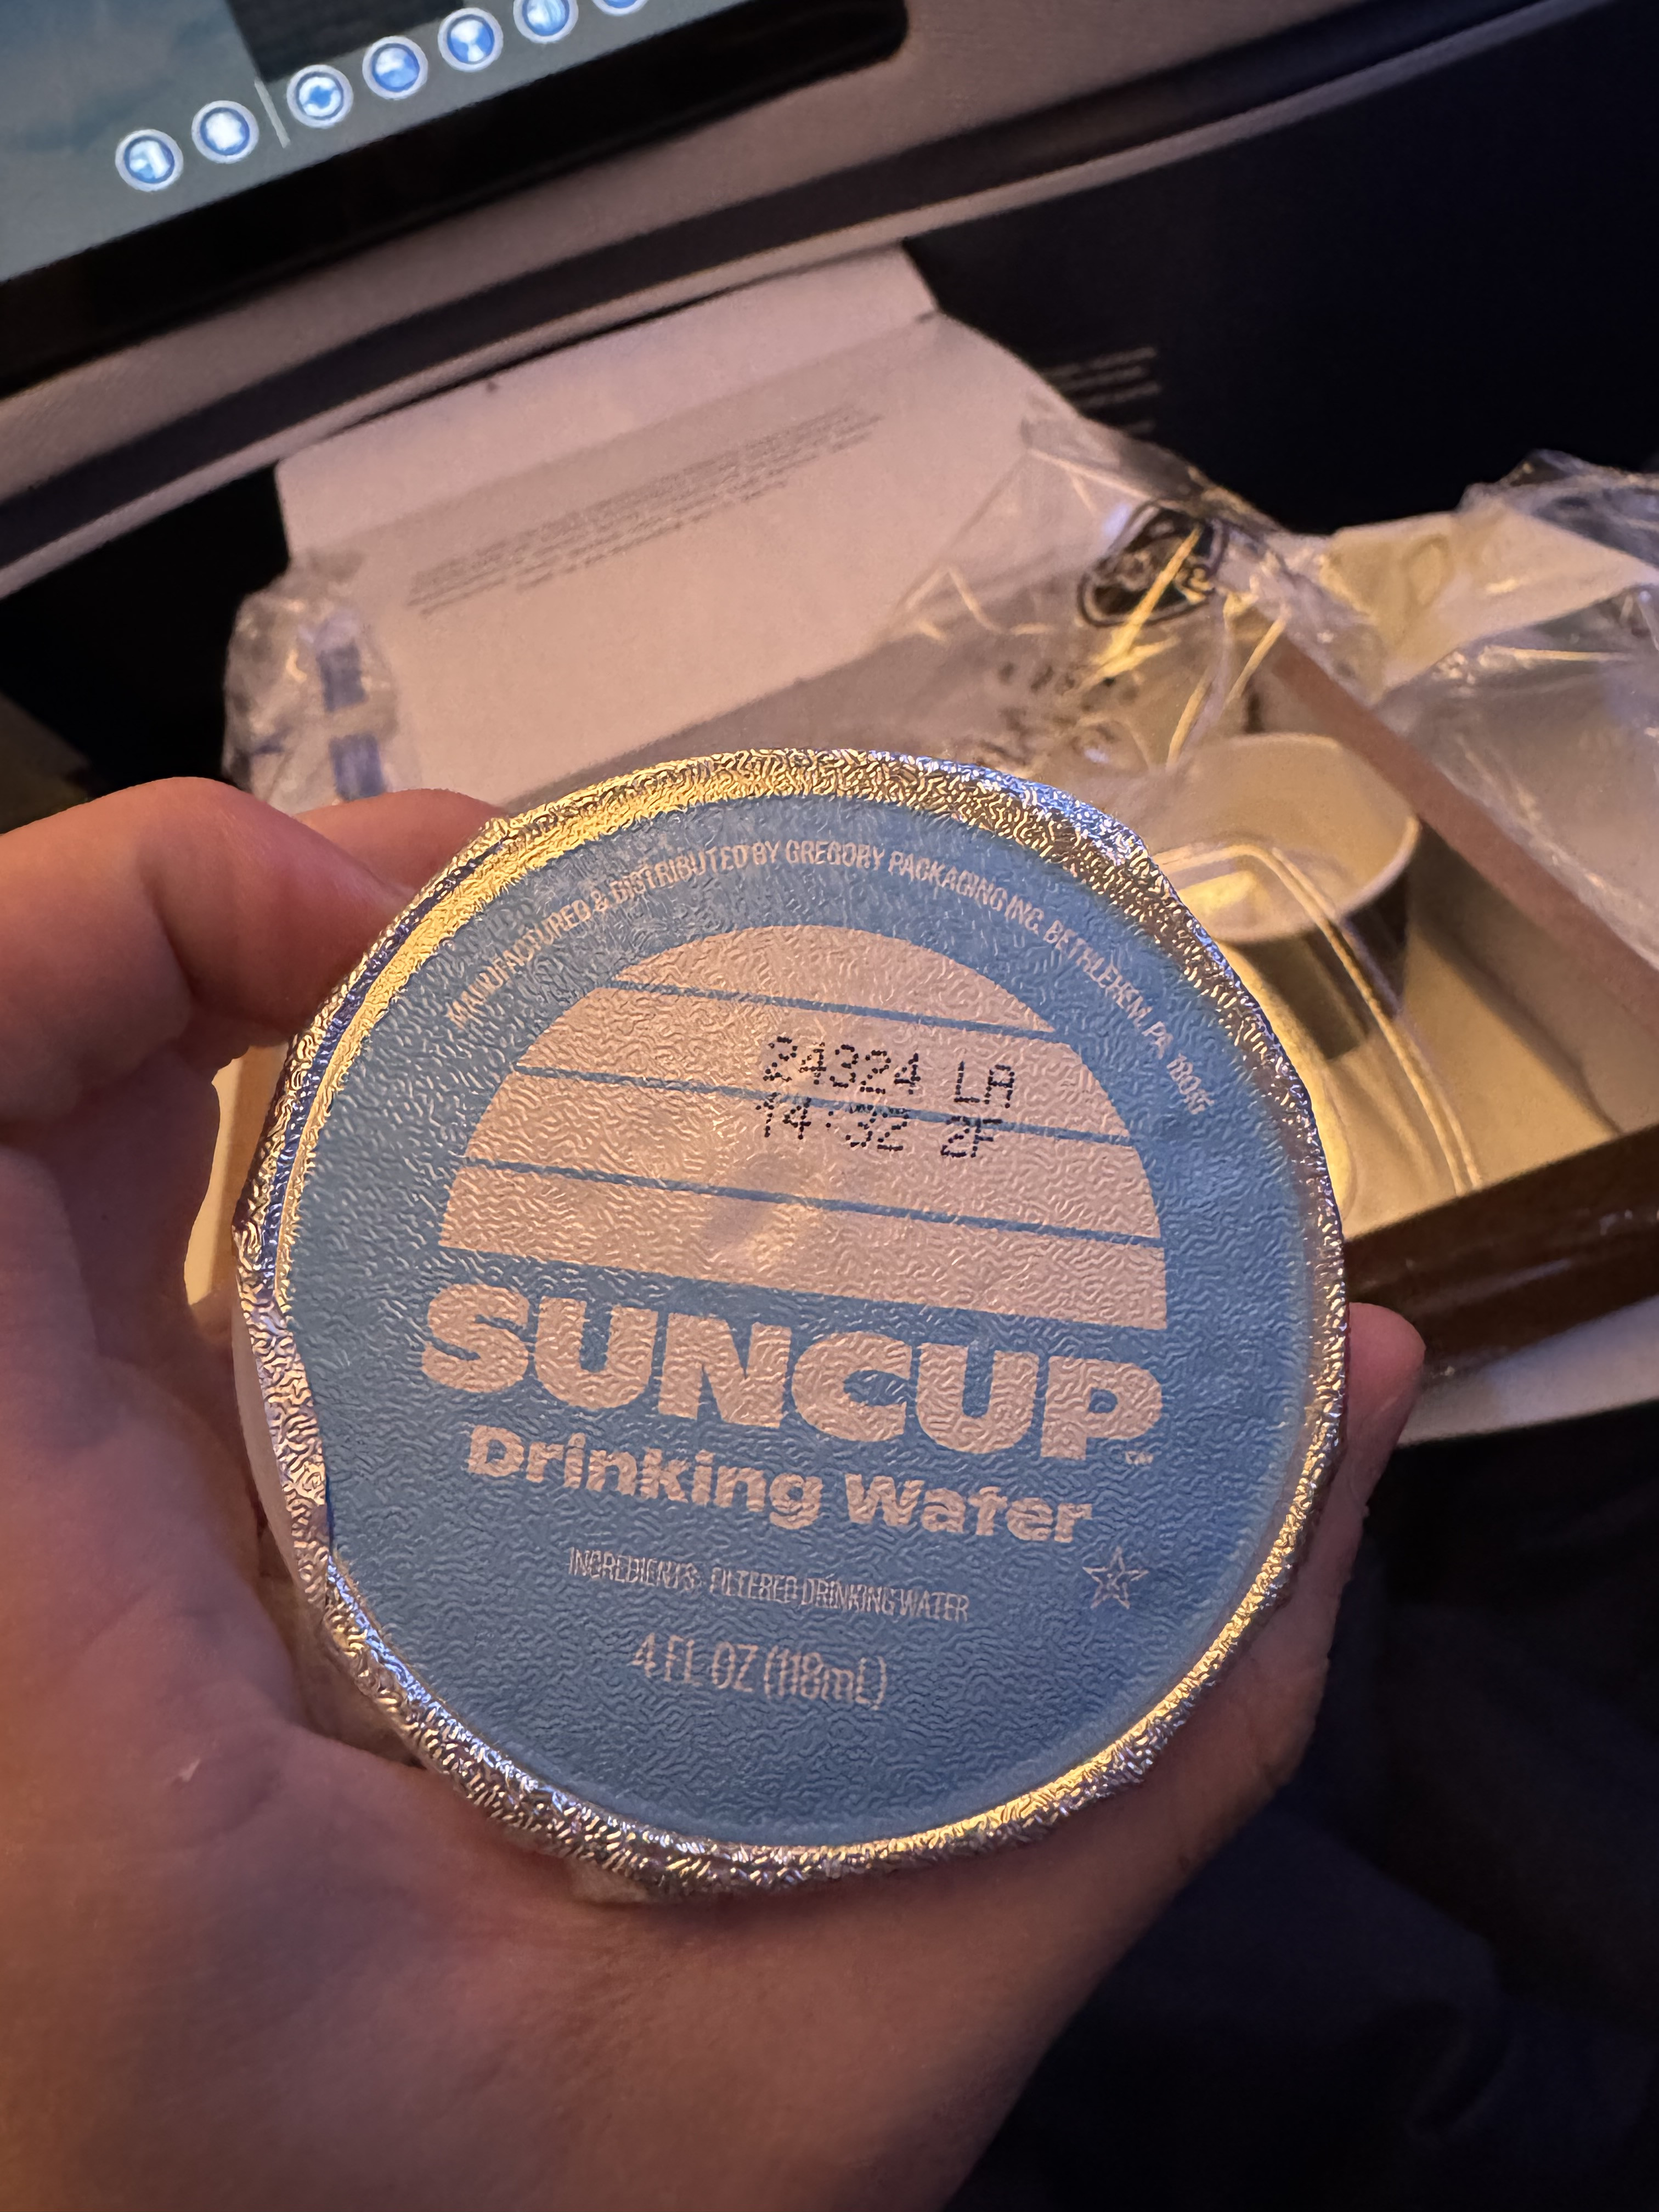 MANUFACTURED & DISTRIBUTED BY GREGORY PACKAGING INC. BETHLEHEM, PA 18017
24324 LA
14:32 2F
SUNCUP™
Drinking Water
INGREDIENTS: FILTERED DRINKING WATER
K
4 FL OZ (118mL)